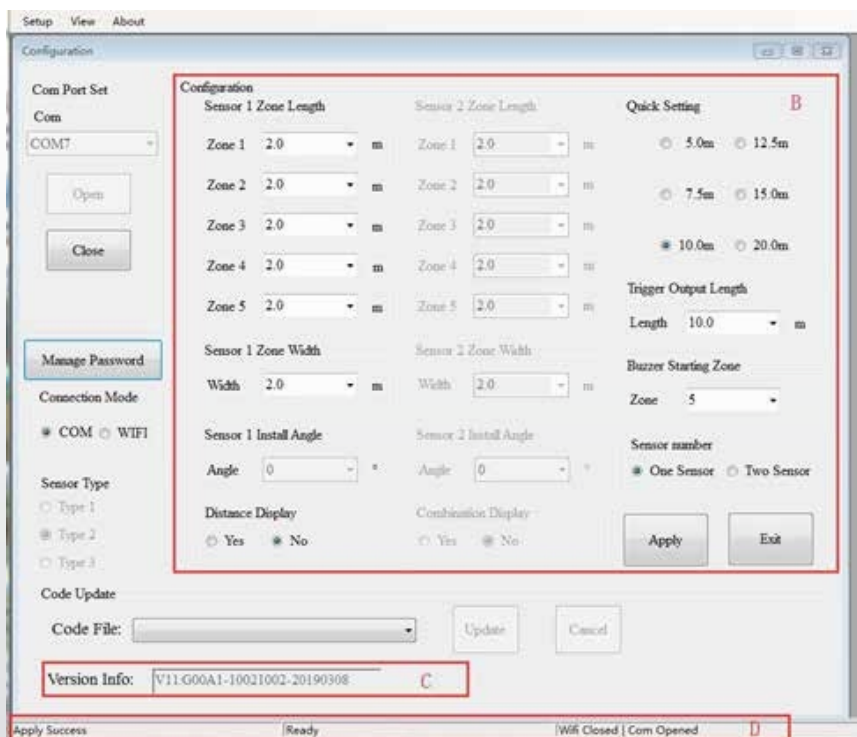 Setup View About
Configuration
Com Port Set
Com
COM7
Open
Close
Manage Password
Connection Mode
COM WIFI
Sensor Type
Type 1
Type 2
Type 3
Configuration
B
Sensor 1 Zone Length
Zone 1 2.0 m
Zone 2 2.0 m
Zone 3 2.0 m
Zone 4 2.0 m
Zone 5 2.0 m
Sensor 1 Zone Width
Width 2.0 m
Sensor 1 Install Angle
Angle 0 °
Distance Display
Yes No
Sensor 2 Zone Length
Zone 1 2.0 m
Zone 2 2.0 m
Zone 3 2.0 m
Zone 4 2.0 m
Zone 5 2.0 m
Sensor 2 Zone Width
Width 2.0 m
Sensor 2 Install Angle
Angle 0 °
Combination Display
Yes No
Quick Setting
5.0m 12.5m
7.5m 15.0m
10.0m 20.0m
Trigger Output Length
Length 10.0 m
Buzzer Starting Zone
Zone 5
Sensor number
One Sensor Two Sensor
Apply Exit
Code Update
Code File: Update Cancel
Version Info: V11:G00A1-10021002-20190308 C
Apply Success Ready Wifi Closed | Com Opened D